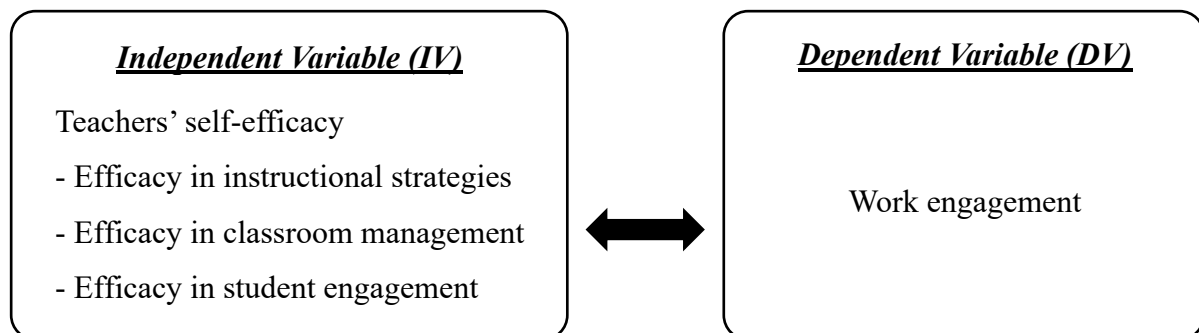 Independent Variable (IV)
Teachers’ self-efficacy
- Efficacy in instructional strategies
- Efficacy in classroom management
- Efficacy in student engagement
Dependent Variable (DV)
Work engagement